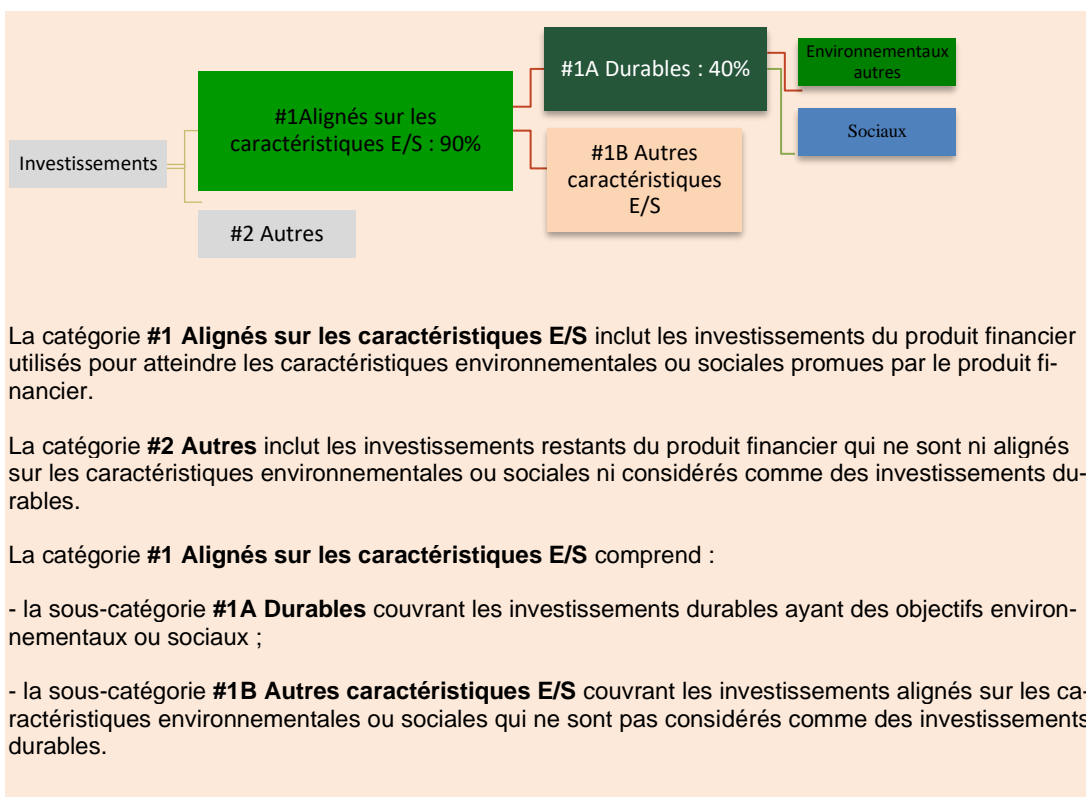 Investissements
#1Alignés sur les
caractéristiques E/S : 90%
#2 Autres
#1A Durables : 40%
#1B Autres
caractéristiques
E/S
Environnementaux
autres
Sociaux
La catégorie #1 Alignés sur les caractéristiques E/S inclut les investissements du produit financier
utilisés pour atteindre les caractéristiques environnementales ou sociales promues par le produit fi-
nancier.
La catégorie #2 Autres inclut les investissements restants du produit financier qui ne sont ni alignés
sur les caractéristiques environnementales ou sociales ni considérés comme des investissements du-
rables.
La catégorie #1 Alignés sur les caractéristiques E/S comprend :
- la sous-catégorie #1A Durables couvrant les investissements durables ayant des objectifs environ-
nementaux ou sociaux ;
- la sous-catégorie #1B Autres caractéristiques E/S couvrant les investissements alignés sur les ca-
ractéristiques environnementales ou sociales qui ne sont pas considérés comme des investissements
durables.